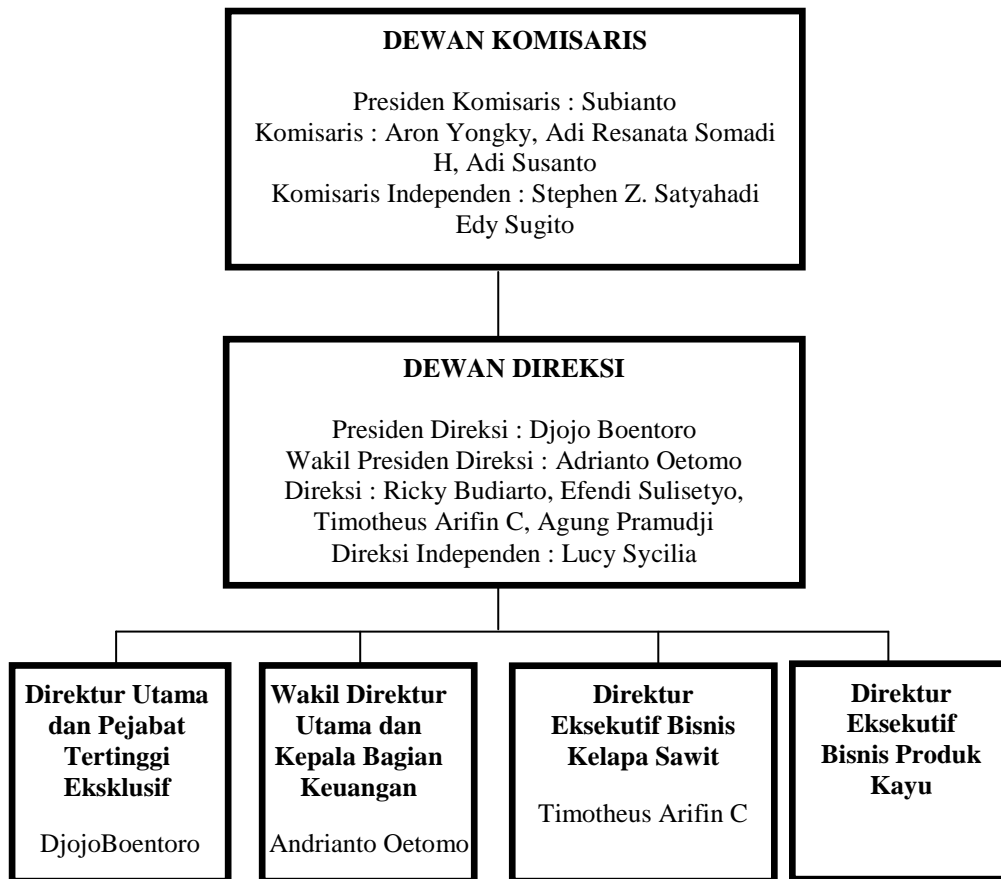 DEWAN KOMISARIS
Presiden Komisaris : Subianto
Komisaris : Aron Yongky, Adi Resanata Somadi
H, Adi Susanto
Komisaris Independen : Stephen Z. Satyahadi
Edy Sugito
DEWAN DIREKSI
Presiden Direksi : Djojo Boentoro
Wakil Presiden Direksi : Adrianto Oetomo
Direksi : Ricky Budiarto, Efendi Sulisetyo,
Timotheus Arifin C, Agung Pramudji
Direksi Independen : Lucy Sycilia
Direktur Utama
dan Pejabat
Tertinggi
Eksklusif
DjojoBoentoro
Wakil Direktur
Utama dan
Kepala Bagian
Keuangan
Andrianto Oetomo
Direktur
Eksekutif Bisnis
Kelapa Sawit
Timotheus Arifin C
Direktur
Eksekutif
Bisnis Produk
Kayu